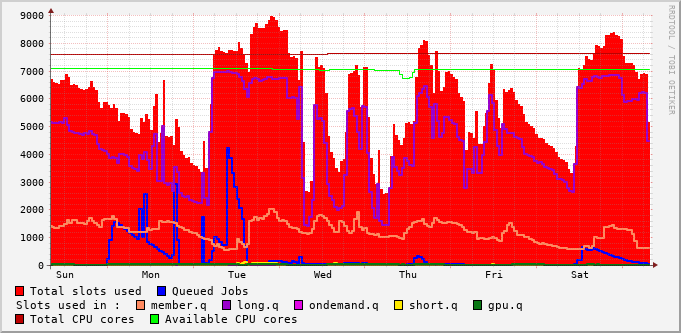 9000
8000
7000
6000
5000
4000
3000
2000
1000
0
Sun Mon Tue Wed Thu Fri Sat
RRDTOOL / TOBI OETIKER
Total slots used Queued Jobs
Slots used in : member.q long.q ondemand.q short.q gpu.q
Total CPU cores Available CPU cores